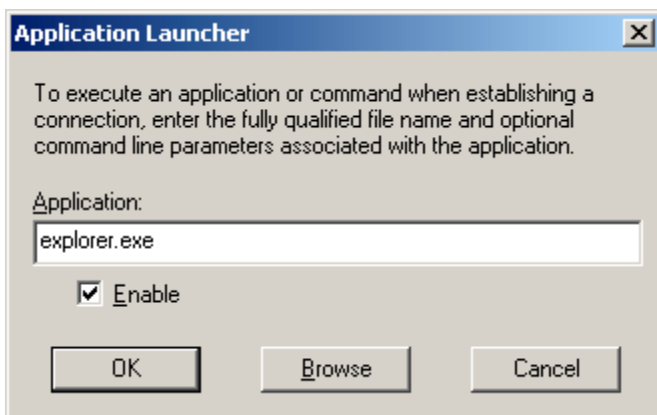 Application Launcher
To execute an application or command when establishing a
connection, enter the fully qualified file name and optional
command line parameters associated with the application.
Application:
explorer.exe
Enable
OK Browse Cancel